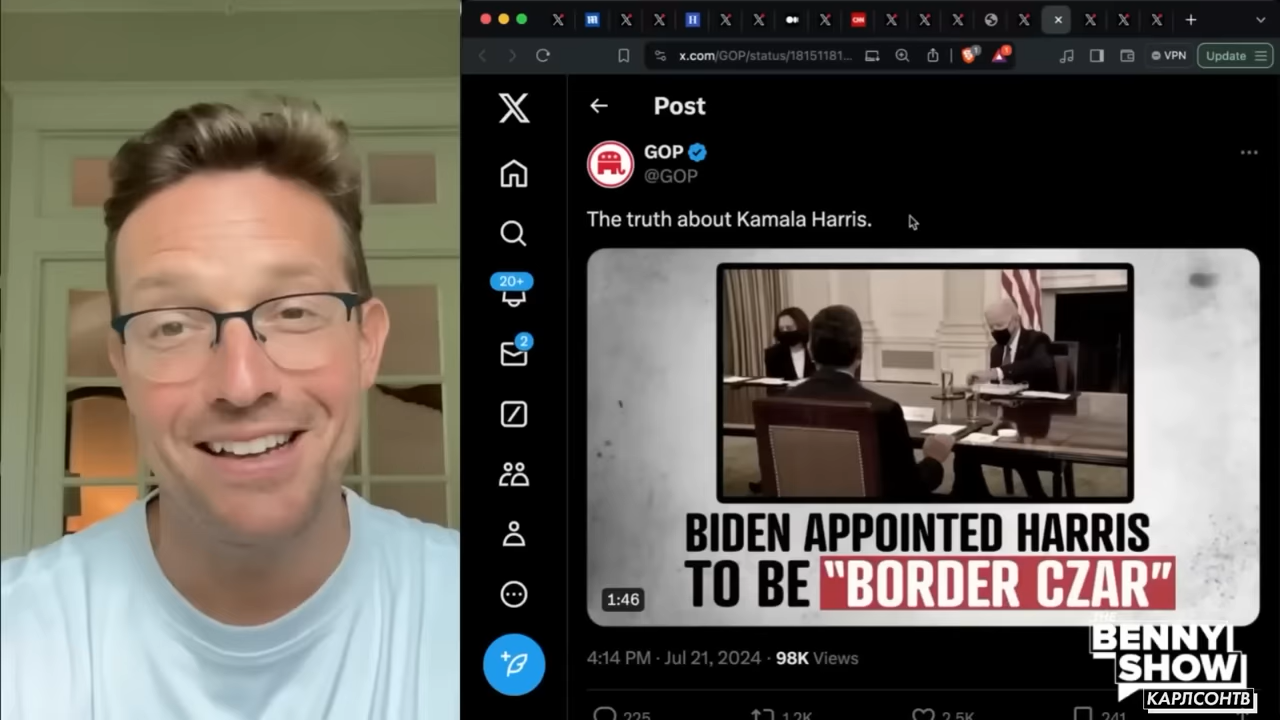 x.com/GOP/status/18151181...
1
1
VPN
Update
Post
GOP
@GOP
The truth about Kamala Harris.
20+
2
BIDEN APPOINTED HARRIS
TO BE "BORDER CZAR"
1:46
4:14 PM · Jul 21, 2024 · 98K Views
225 1.2K 2.5K 241
THE
BENNY
SHOW
КАРЛСОНТВ